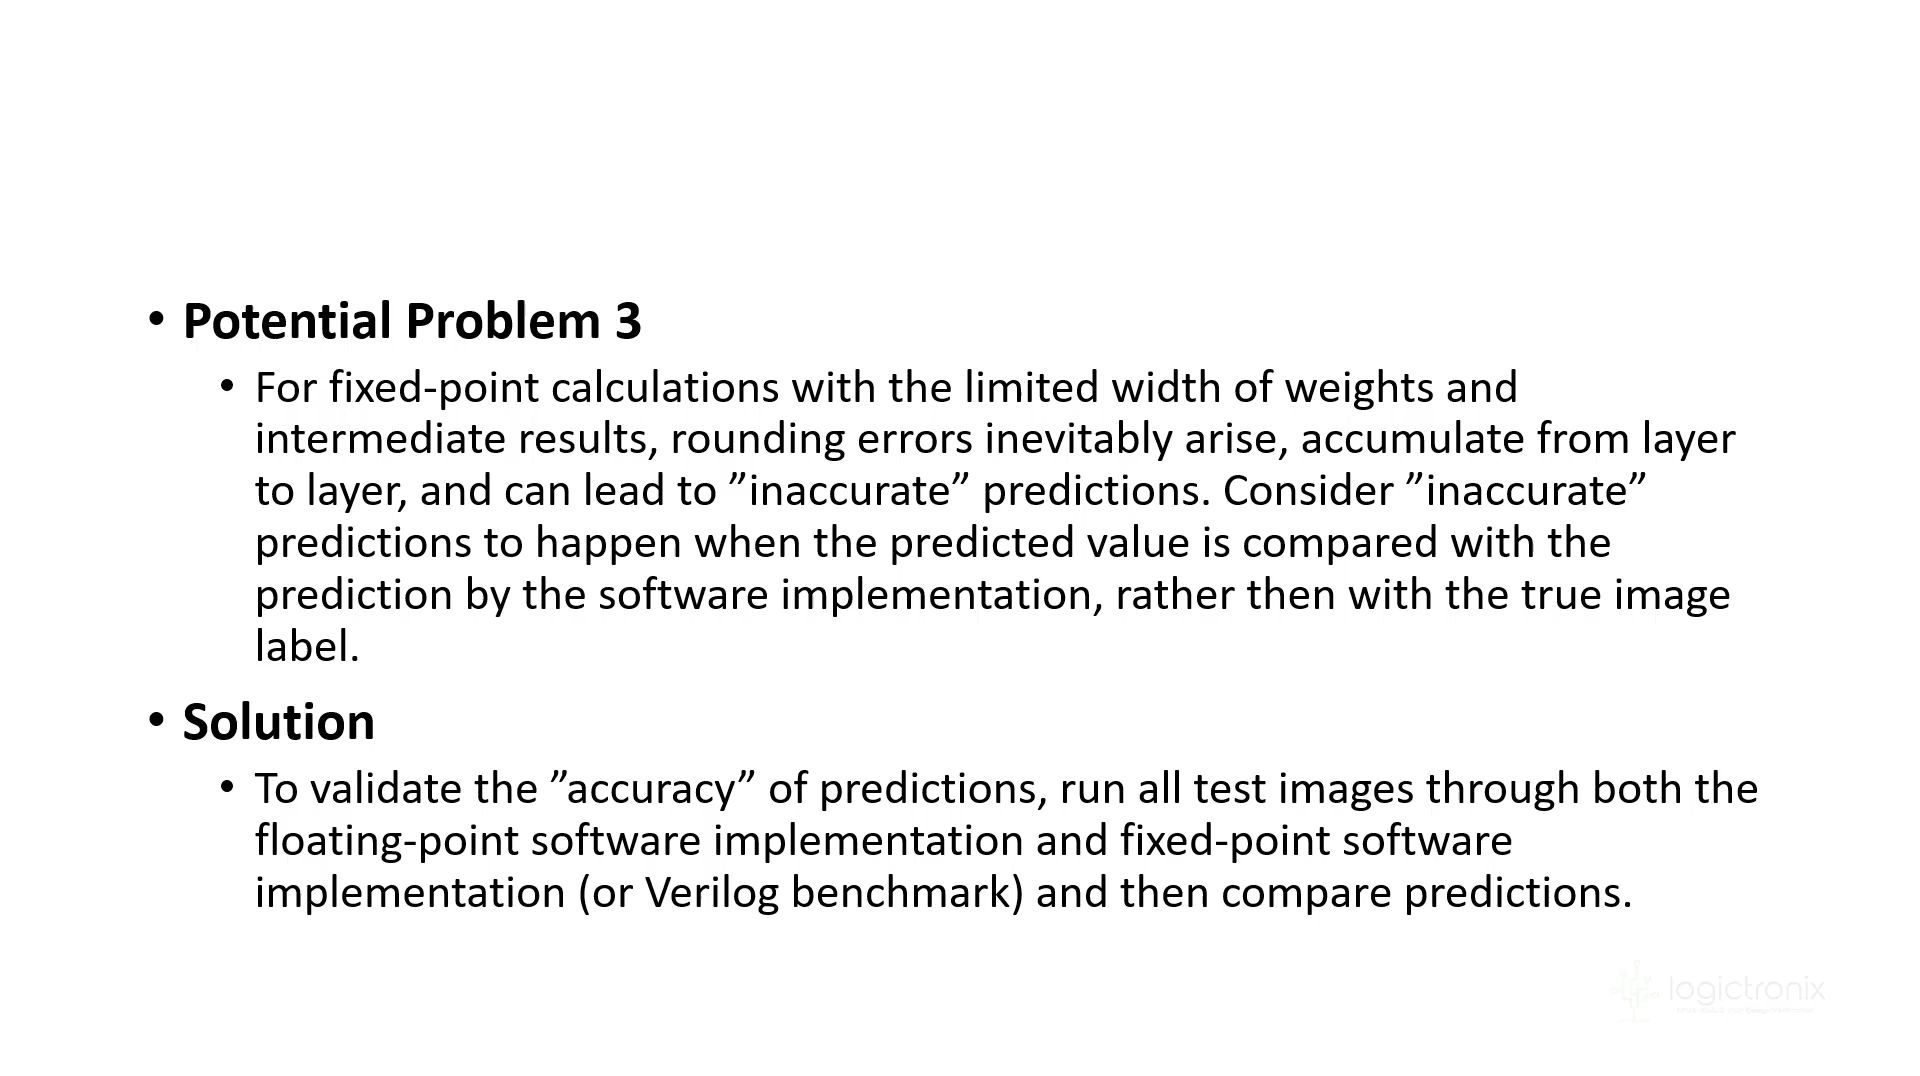 • Potential Problem 3
• For fixed-point calculations with the limited width of weights and
intermediate results, rounding errors inevitably arise, accumulate from layer
to layer, and can lead to ”inaccurate” predictions. Consider ”inaccurate”
predictions to happen when the predicted value is compared with the
prediction by the software implementation, rather then with the true image
label.
• Solution
• To validate the ”accuracy” of predictions, run all test images through both the
floating-point software implementation and fixed-point software
implementation (or Verilog benchmark) and then compare predictions.
logictronix